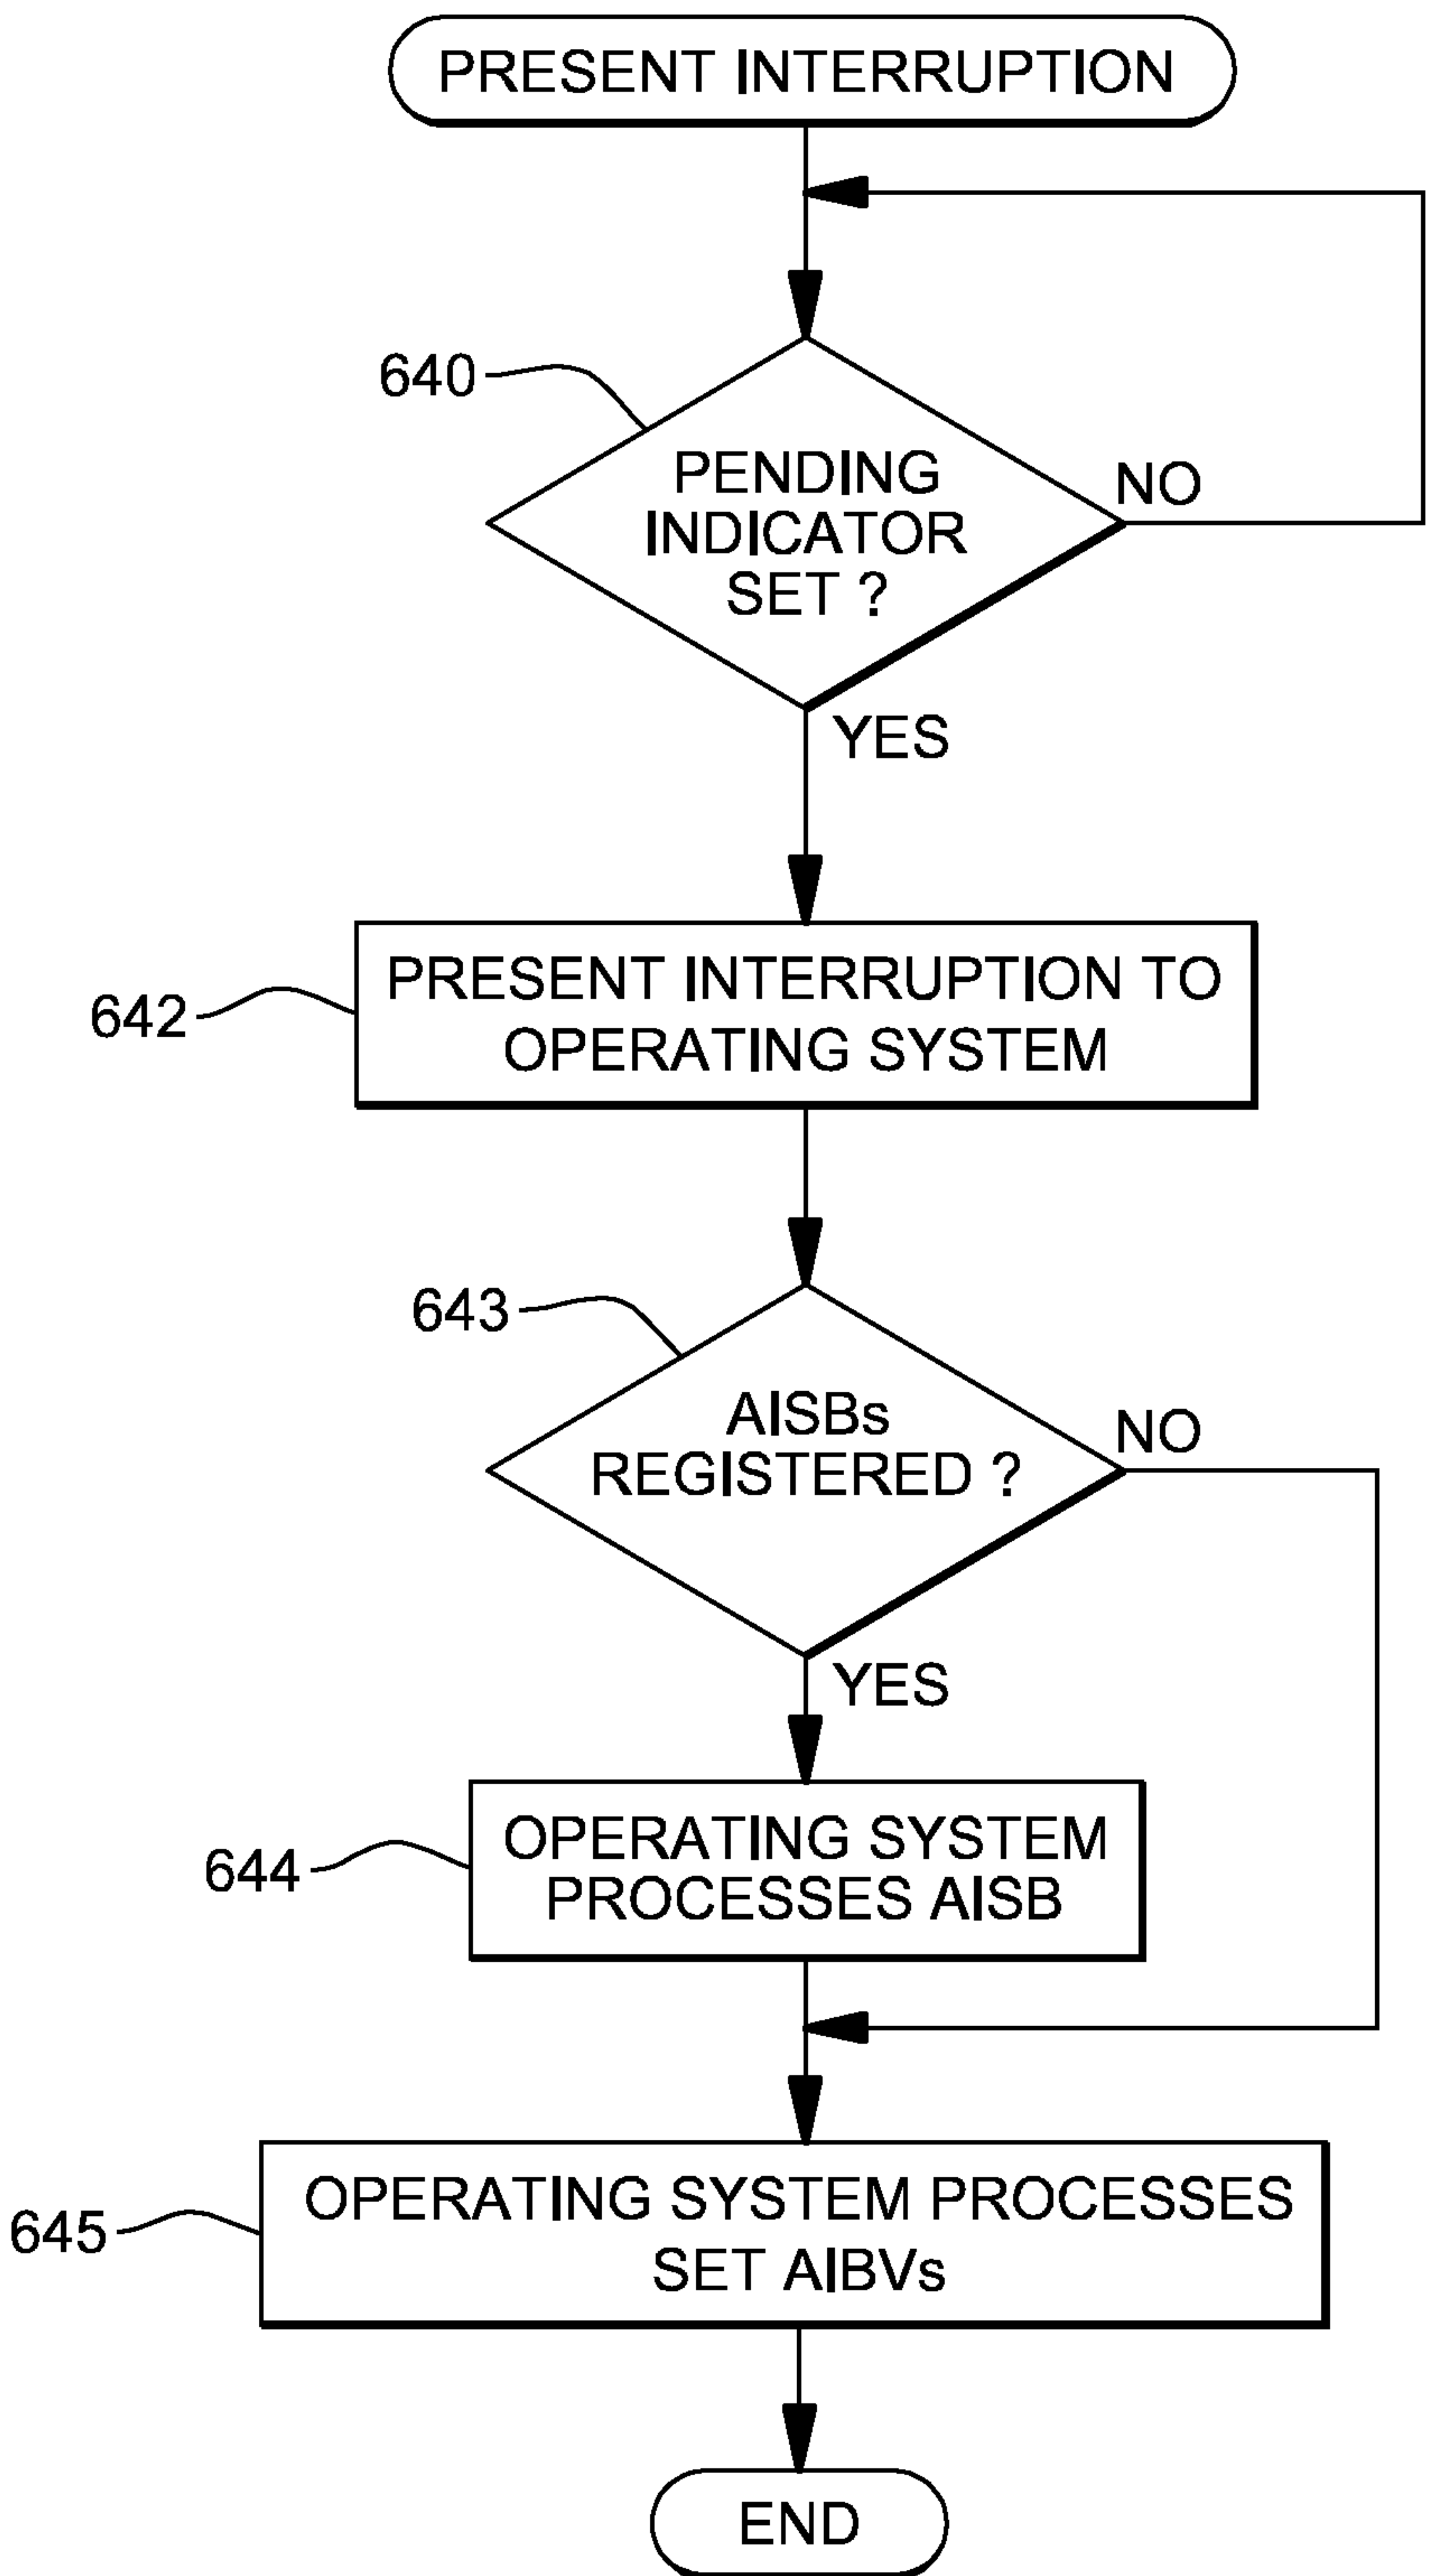 PRESENT INTERRUPTION
640
PENDING
INDICATOR
SET ?
NO
YES
642
PRESENT INTERRUPTION TO
OPERATING SYSTEM
643
AISBs
REGISTERED ?
NO
YES
644
OPERATING SYSTEM
PROCESSES AISB
645
OPERATING SYSTEM PROCESSES
SET AIBVs
END